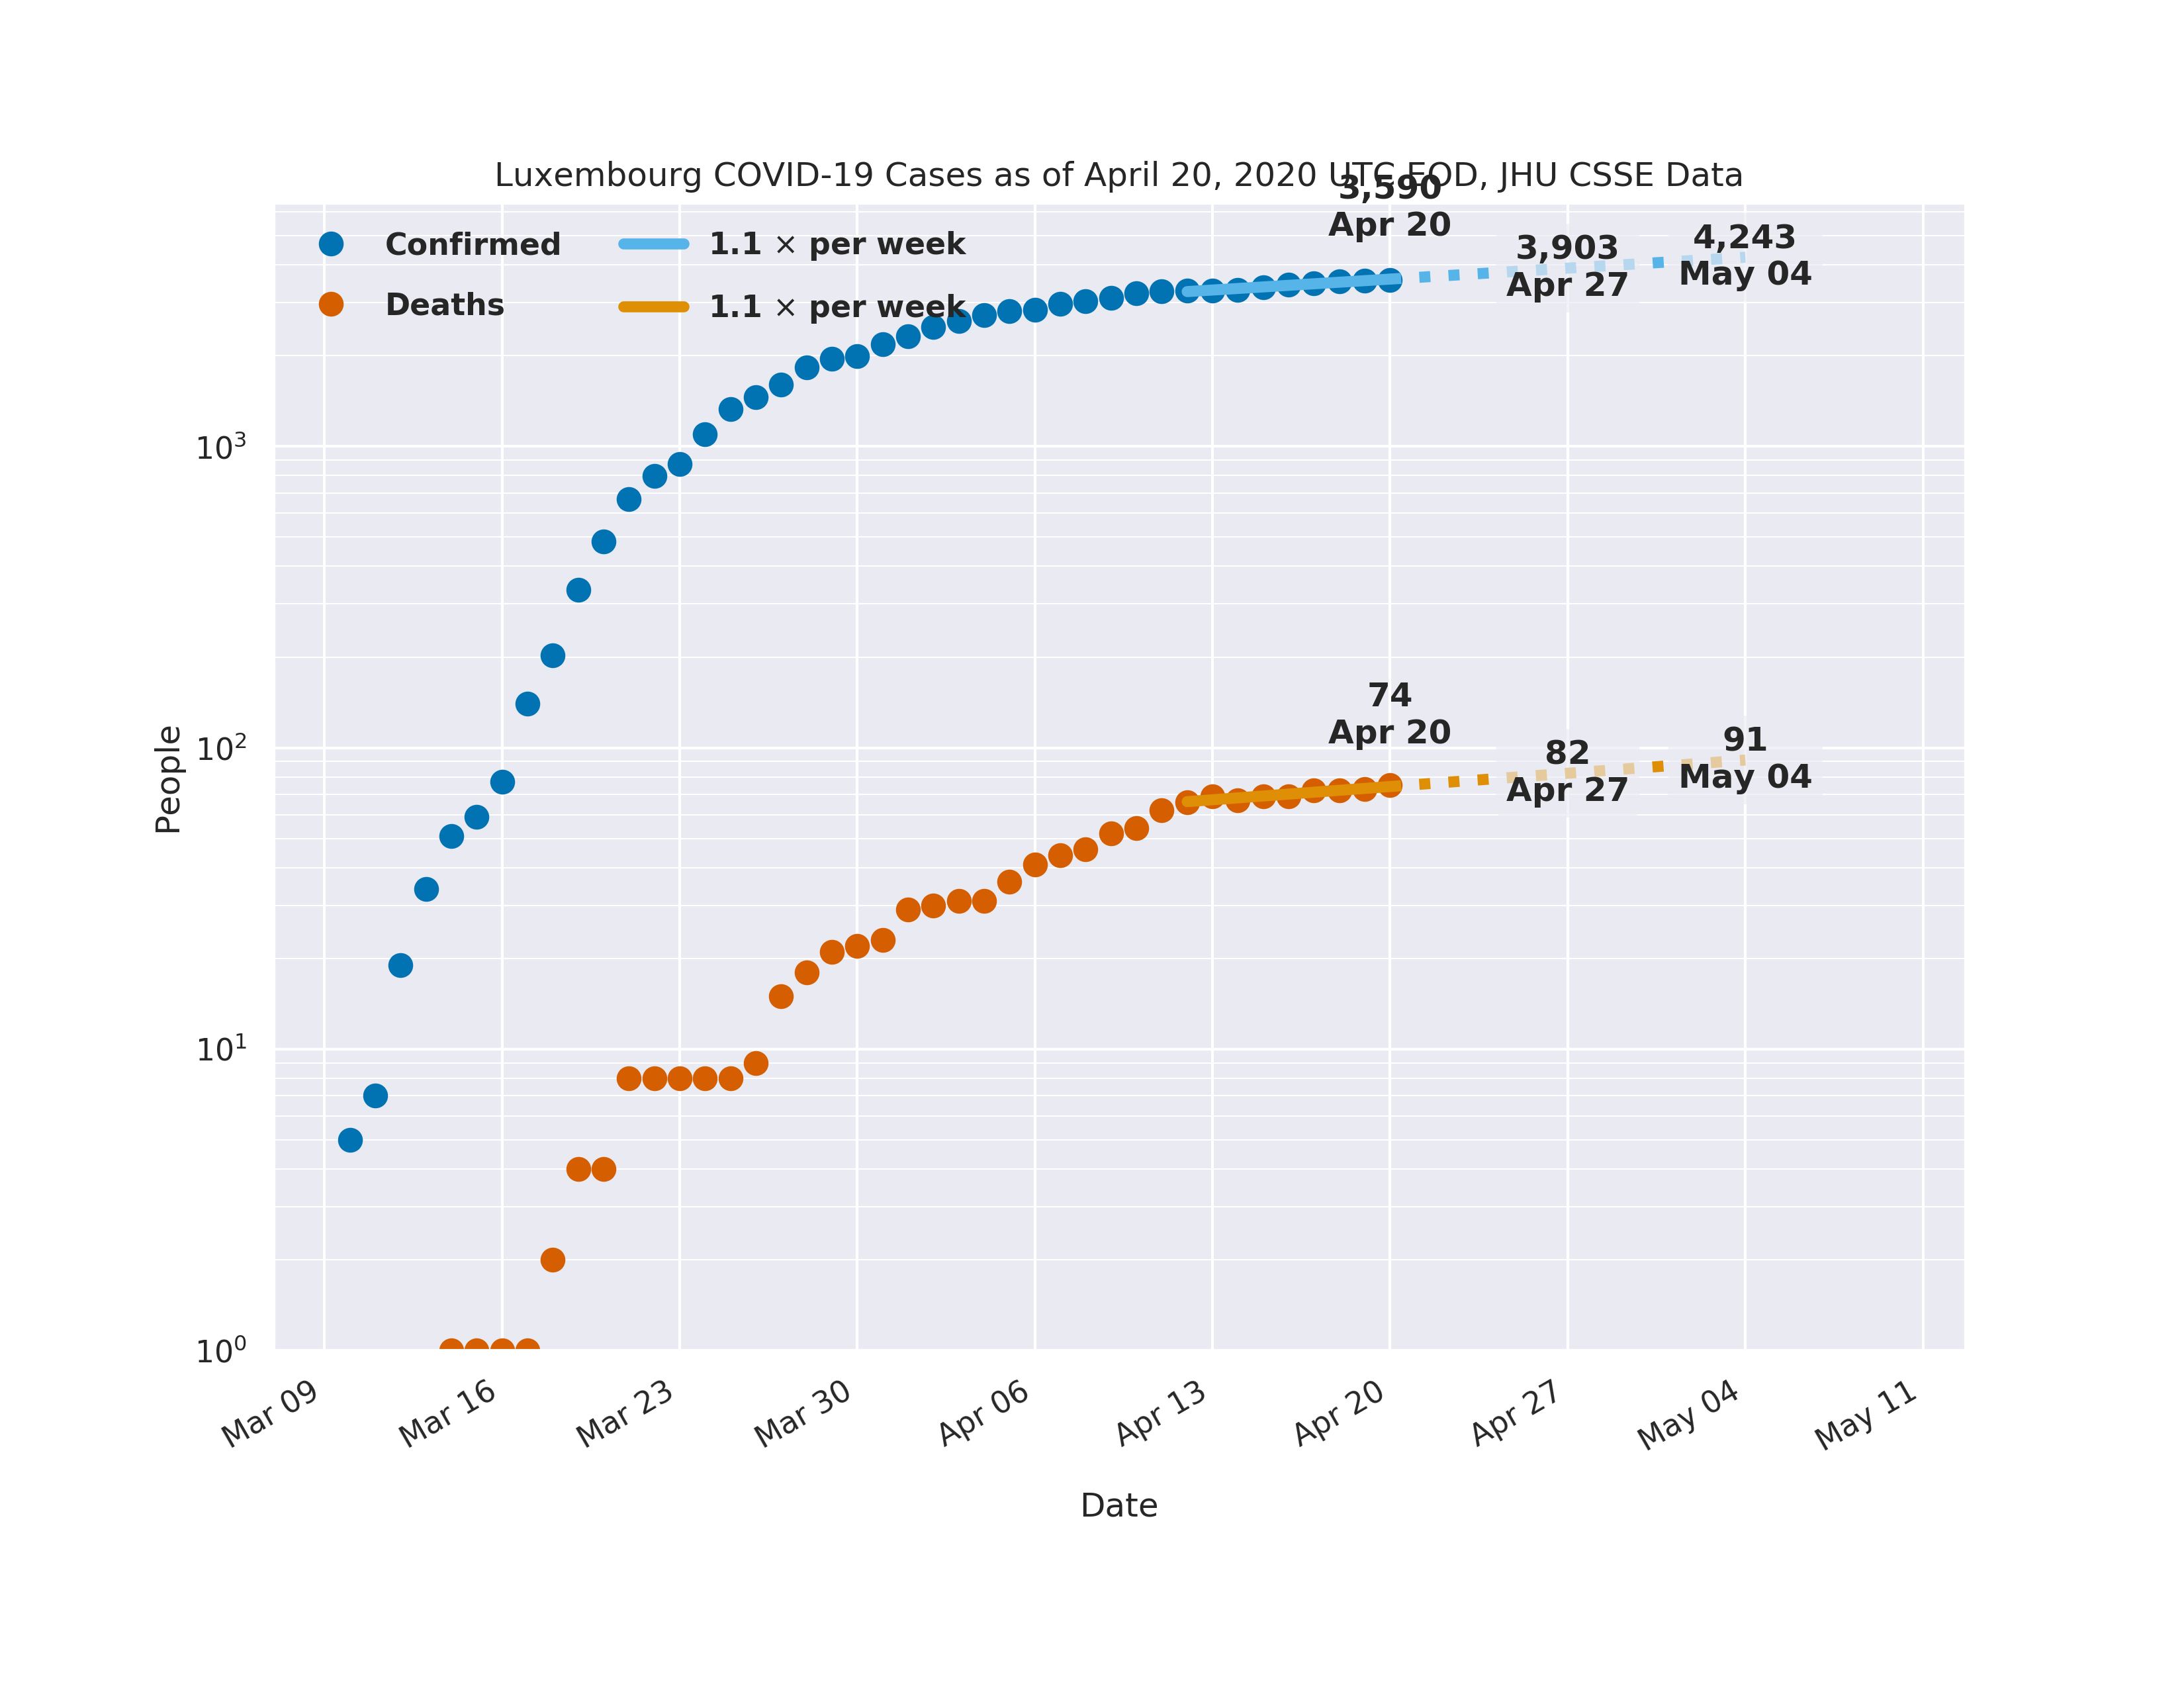 Luxembourg COVID-19 Cases as of April 20, 2020 UTC EOD, JHU CSSE Data
3,590
Apr 20
3,903
Apr 27
4,243
May 04
Confirmed
Deaths
1.1 × per week
1.1 × per week
74
Apr 20
82
Apr 27
91
May 04
People
10³
10²
10¹
10⁰
Mar 09
Mar 16
Mar 23
Mar 30
Apr 06
Apr 13
Apr 20
Apr 27
May 04
May 11
Date